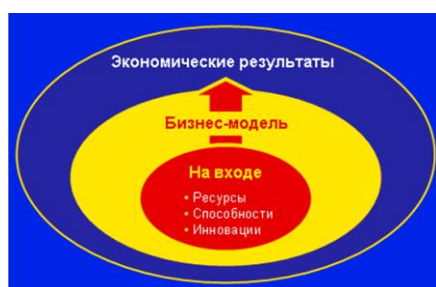 Экономические результаты
Бизнес-модель
На входе
• Ресурсы
• Способности
• Инновации